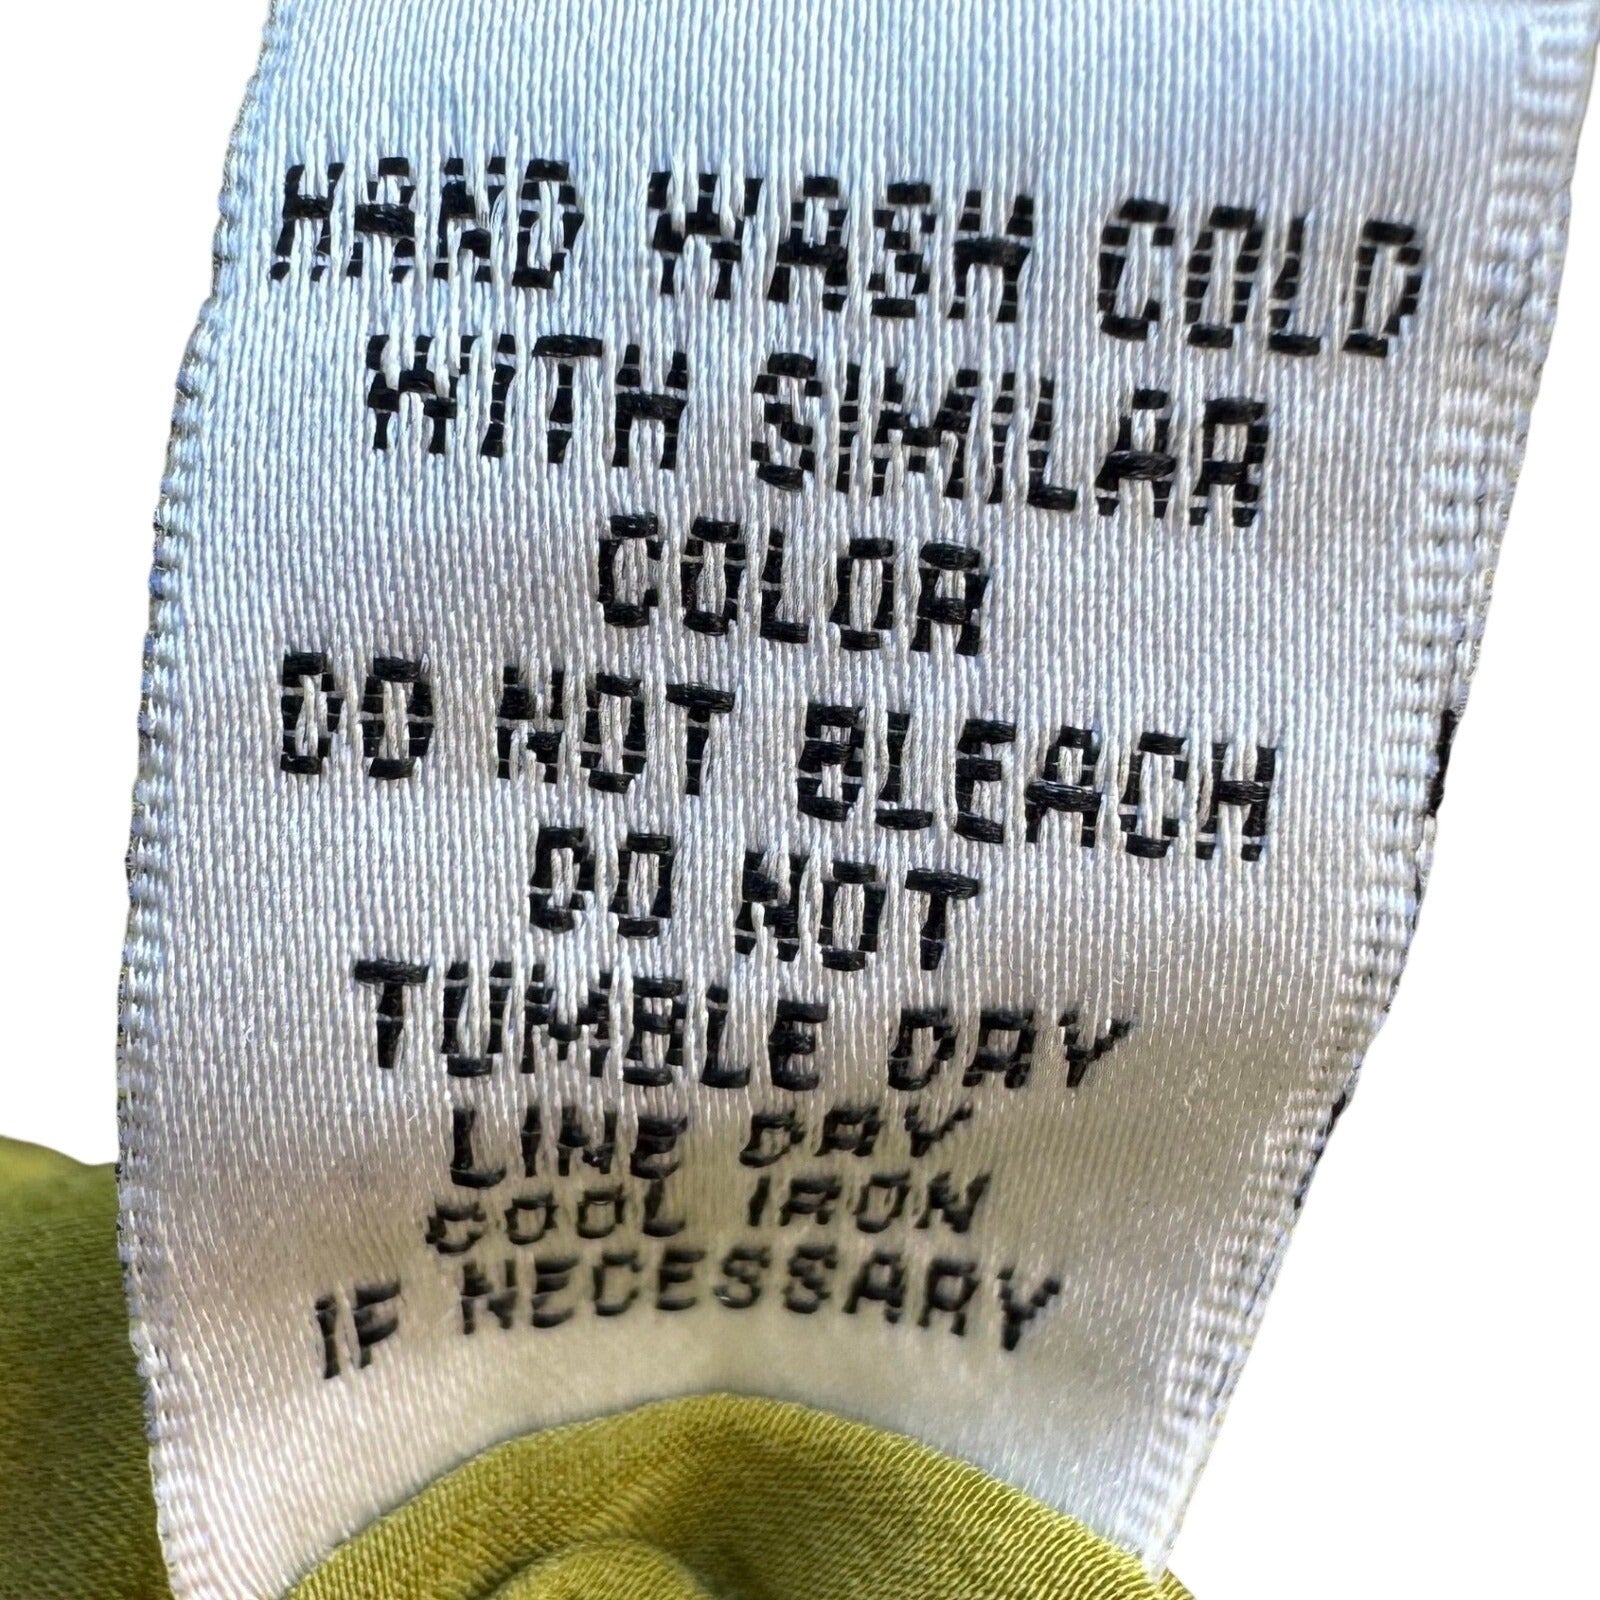 HAND WASH COLD
WITH SIMILAR
COLOR
DO NOT BLEACH
DO NOT
TUMBLE DRY
LINE DRY
COOL IRON
IF NECESSARY